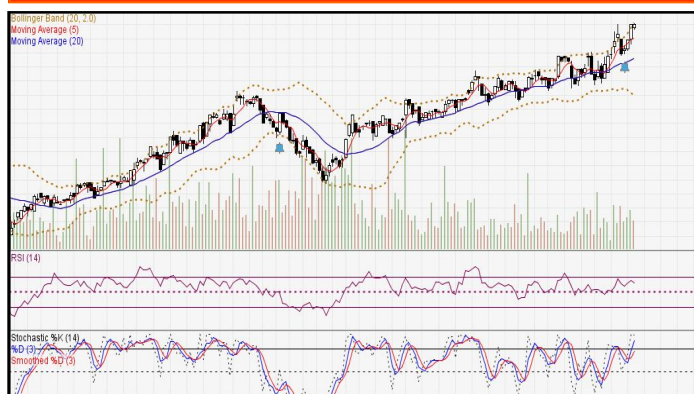 Bollinger Band (20, 2.0)
Moving Average (5)
Moving Average (20)
RSI (14)
Stochastic %K (14)
%D (3)
Smoothed %D (3)